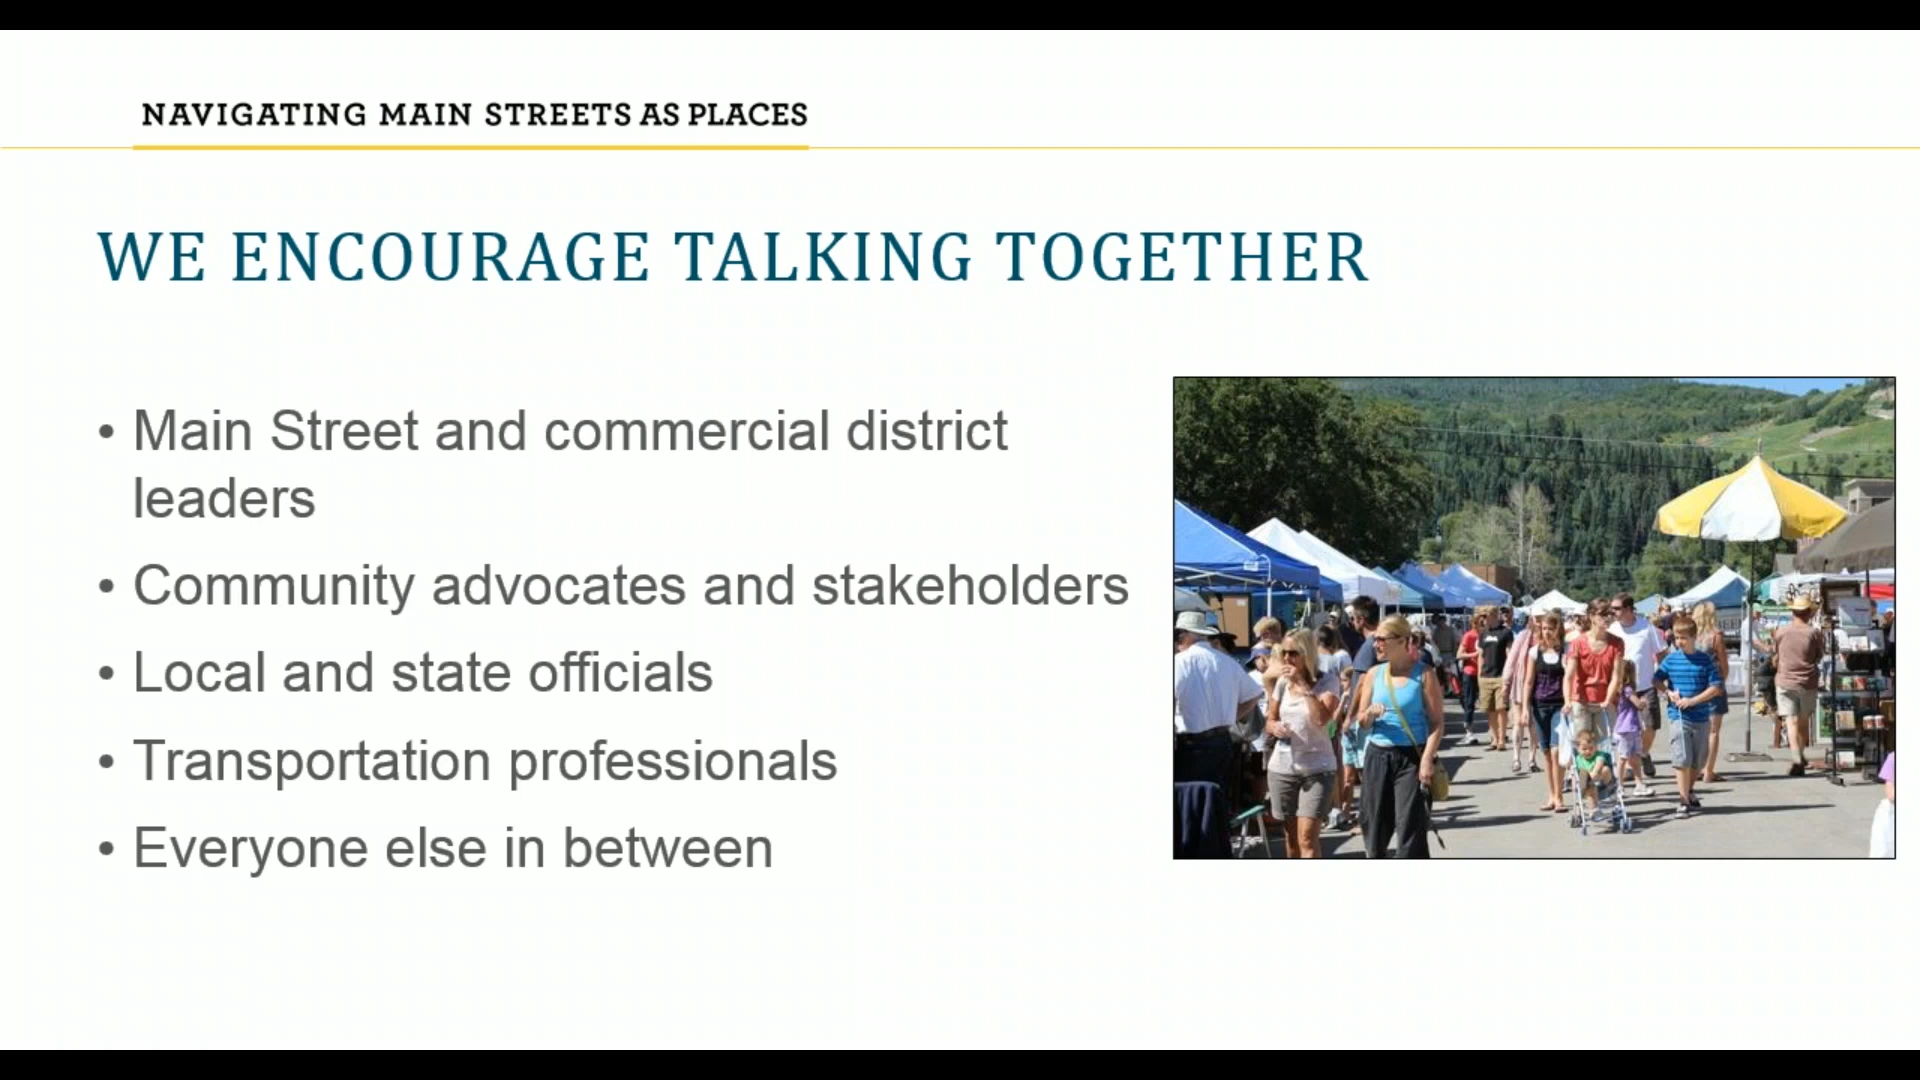 NAVIGATING MAIN STREETS AS PLACES
WE ENCOURAGE TALKING TOGETHER
• Main Street and commercial district
leaders
• Community advocates and stakeholders
• Local and state officials
• Transportation professionals
• Everyone else in between